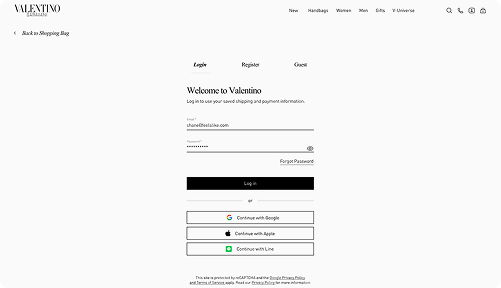 VALENTINO
New Handbags Women Men Gifts V-Universe
Back to Shopping Bag
Login Register Guest
Welcome to Valentino
Log in to use your saved shipping and payment information.
Email *
shane@feelslike.com
Password *
••••••••••
Forgot Password
Log in
or
Continue with Google
Continue with Apple
Continue with Line
This site is protected by reCAPTCHA and the Google Privacy Policy
and Terms of Service apply. Read our Privacy Policy for more information.